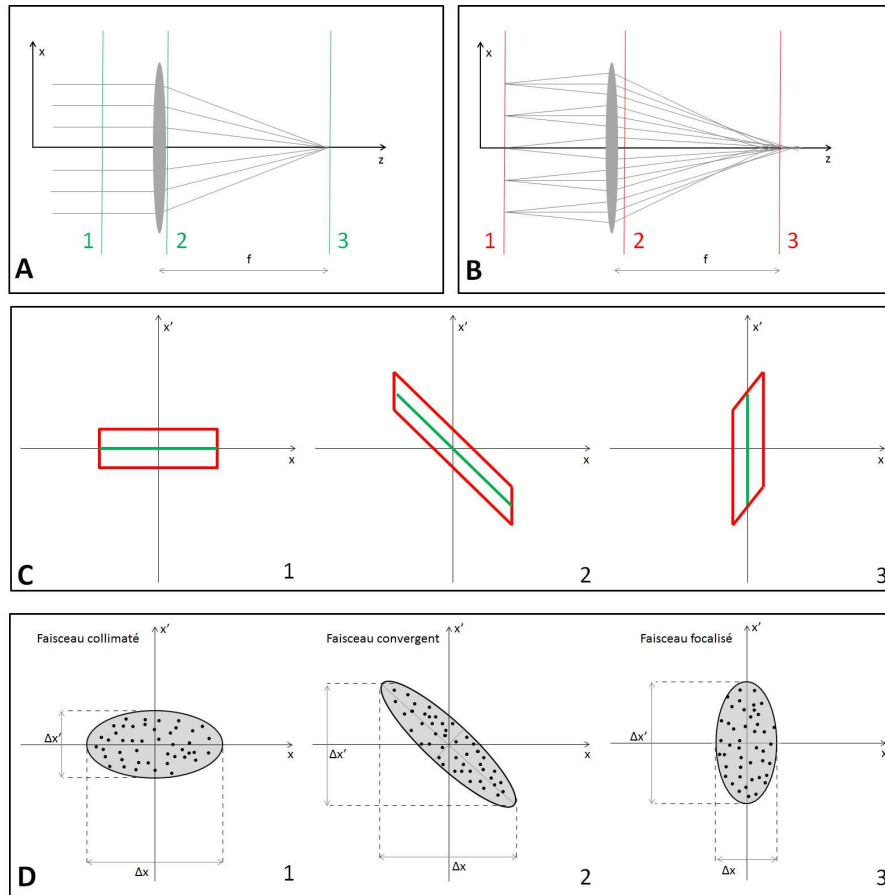 x
z
1
2
3
f
A
x
z
1
2
3
f
B
x'
x
1
x'
x
2
x'
x
3
C
Faisceau collimaté
x'
Δx'
x
Δx
1
Faisceau convergent
x'
Δx'
x
Δx
2
Faisceau focalisé
x'
Δx'
x
Δx
3
D